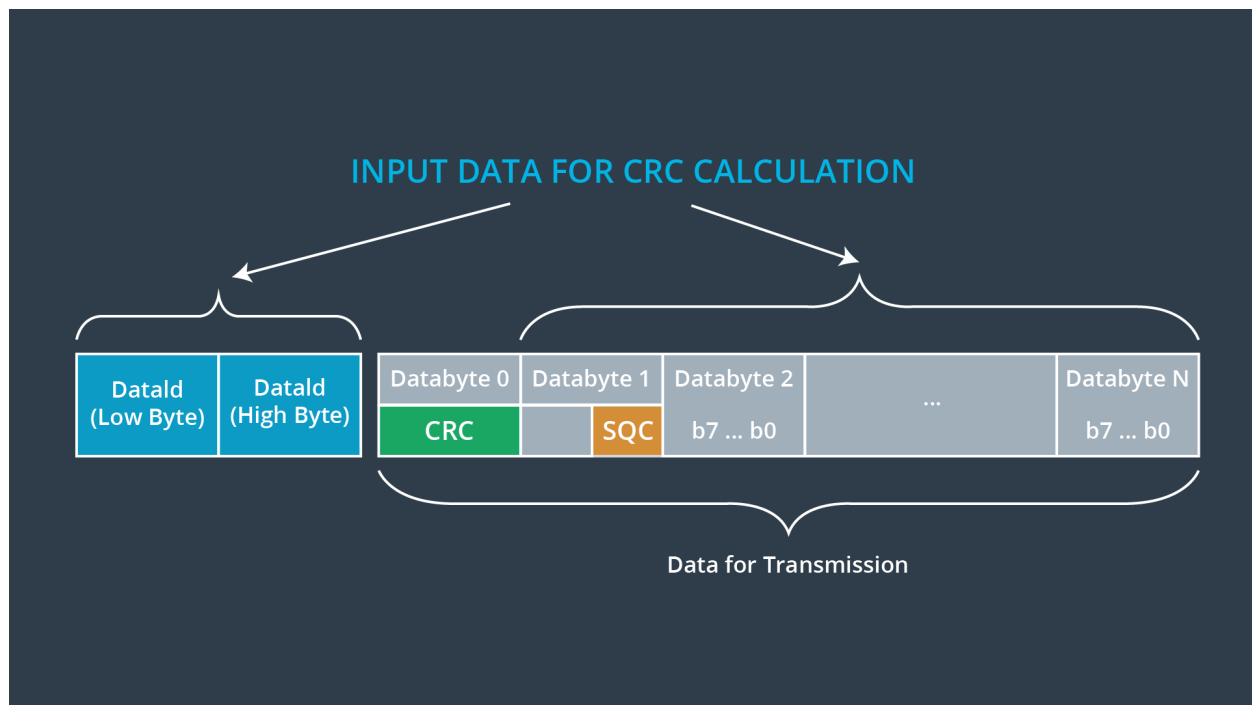 INPUT DATA FOR CRC CALCULATION
DataId
(Low Byte)
DataId
(High Byte)
Databyte 0
CRC
Databyte 1
SQC
Databyte 2
b7 ... b0
...
Databyte N
b7 ... b0
Data for Transmission